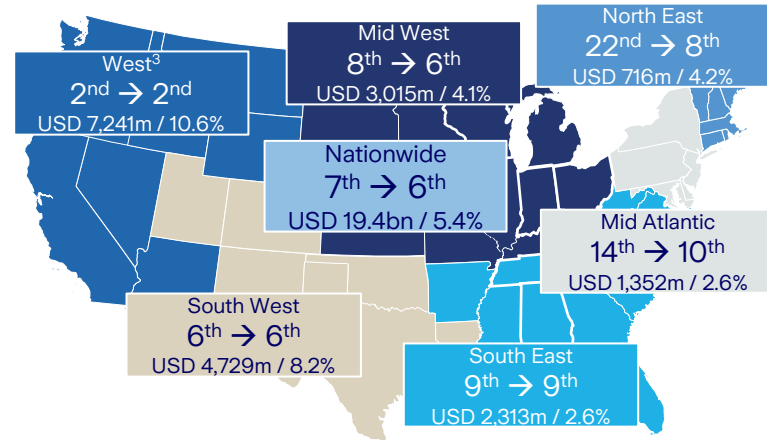 West³
2ⁿᵈ → 2ⁿᵈ
USD 7,241m / 10.6%
Mid West
8ᵗʰ → 6ᵗʰ
USD 3,015m / 4.1%
North East
22ⁿᵈ → 8ᵗʰ
USD 716m / 4.2%
Nationwide
7ᵗʰ → 6ᵗʰ
USD 19.4bn / 5.4%
Mid Atlantic
14ᵗʰ → 10ᵗʰ
USD 1,352m / 2.6%
South West
6ᵗʰ → 6ᵗʰ
USD 4,729m / 8.2%
South East
9ᵗʰ → 9ᵗʰ
USD 2,313m / 2.6%